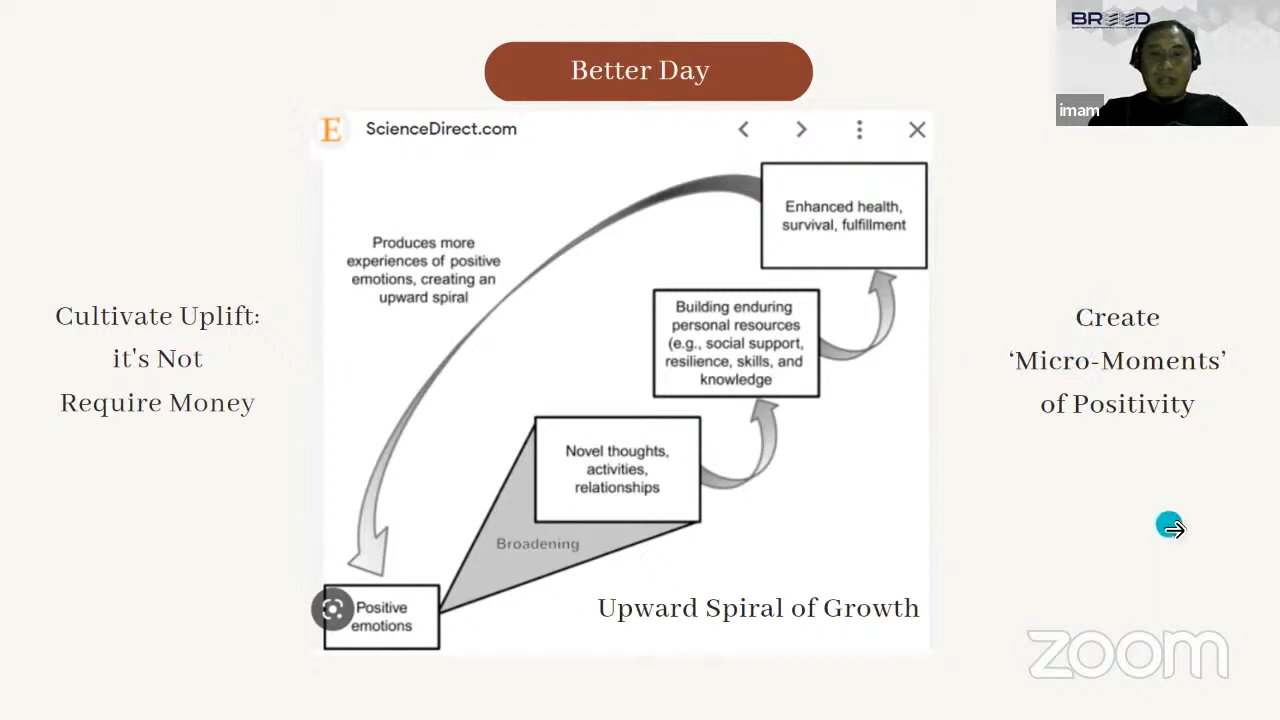 Better Day
BREED
imam
E ScienceDirect.com
Enhanced health,
survival, fulfillment
Produces more
experiences of positive
emotions, creating an
upward spiral
Building enduring
personal resources
(e.g., social support,
resilience, skills, and
knowledge
Cultivate Uplift:
it's Not
Require Money
Create
‘Micro-Moments’
of Positivity
Novel thoughts,
activities,
relationships
Broadening
Positive
emotions
Upward Spiral of Growth
zoom